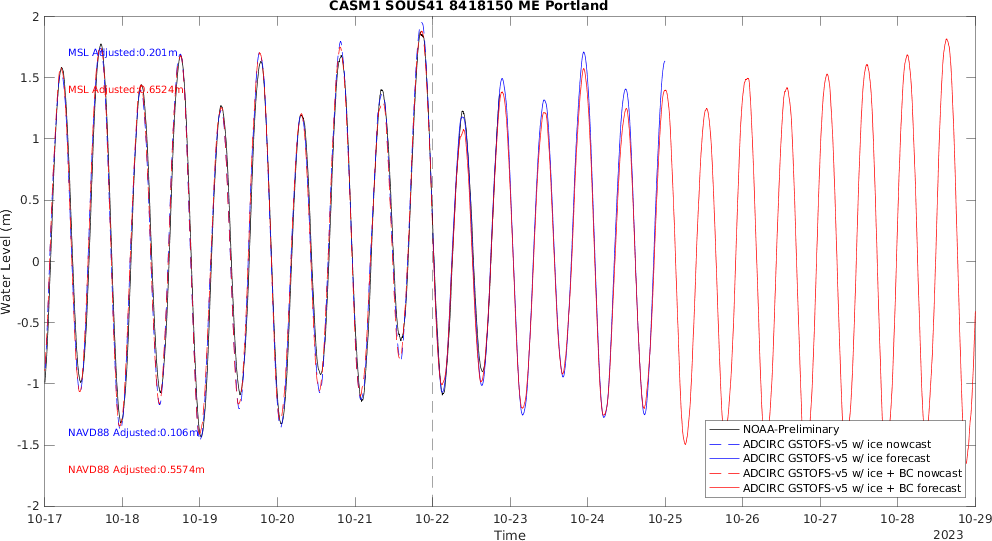 CASM1 SOUS41 8418150 ME Portland
2
1.5
1
0.5
0
-0.5
-1
-1.5
-2
Water Level (m)
MSL Adjusted:0.201m
MSL Adjusted:0.6524m
NAVD88 Adjusted:0.106m
NAVD88 Adjusted:0.5574m
NOAA-Preliminary
ADCIRC GSTOFS-v5 w/ ice nowcast
ADCIRC GSTOFS-v5 w/ ice forecast
ADCIRC GSTOFS-v5 w/ ice + BC nowcast
ADCIRC GSTOFS-v5 w/ ice + BC forecast
10-17 10-18 10-19 10-20 10-21 10-22 10-23 10-24 10-25 10-26 10-27 10-28 10-29
Time
2023